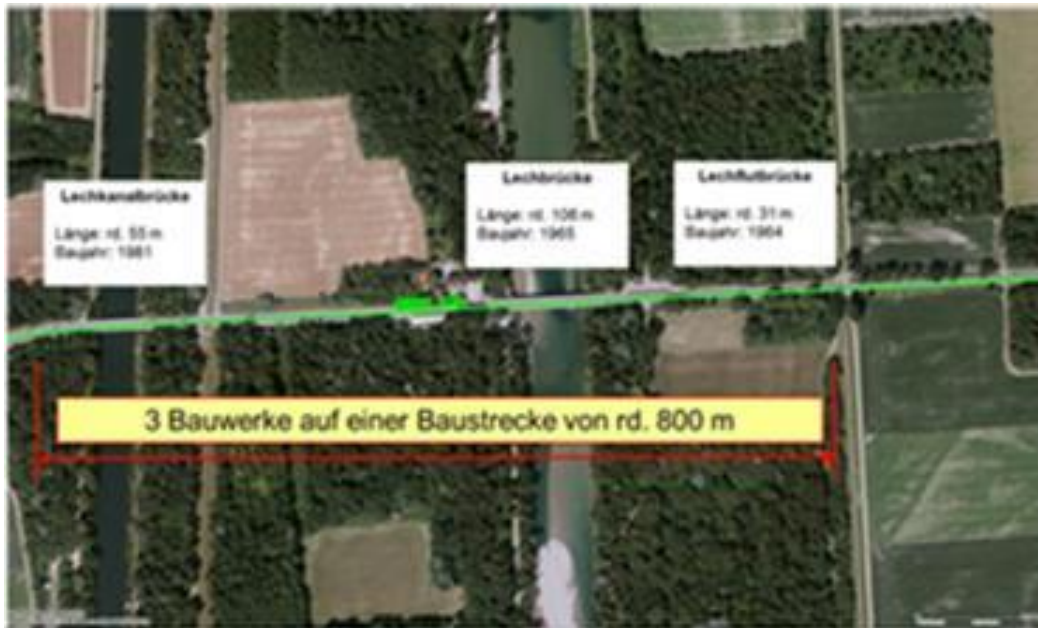 Lechkanalbrücke
Länge: rd. 55 m
Baujahr: 1981
Lechbrücke
Länge: rd. 106 m
Baujahr: 1965
Lechflutbrücke
Länge: rd. 31 m
Baujahr: 1964
3 Bauwerke auf einer Baustrecke von rd. 800 m